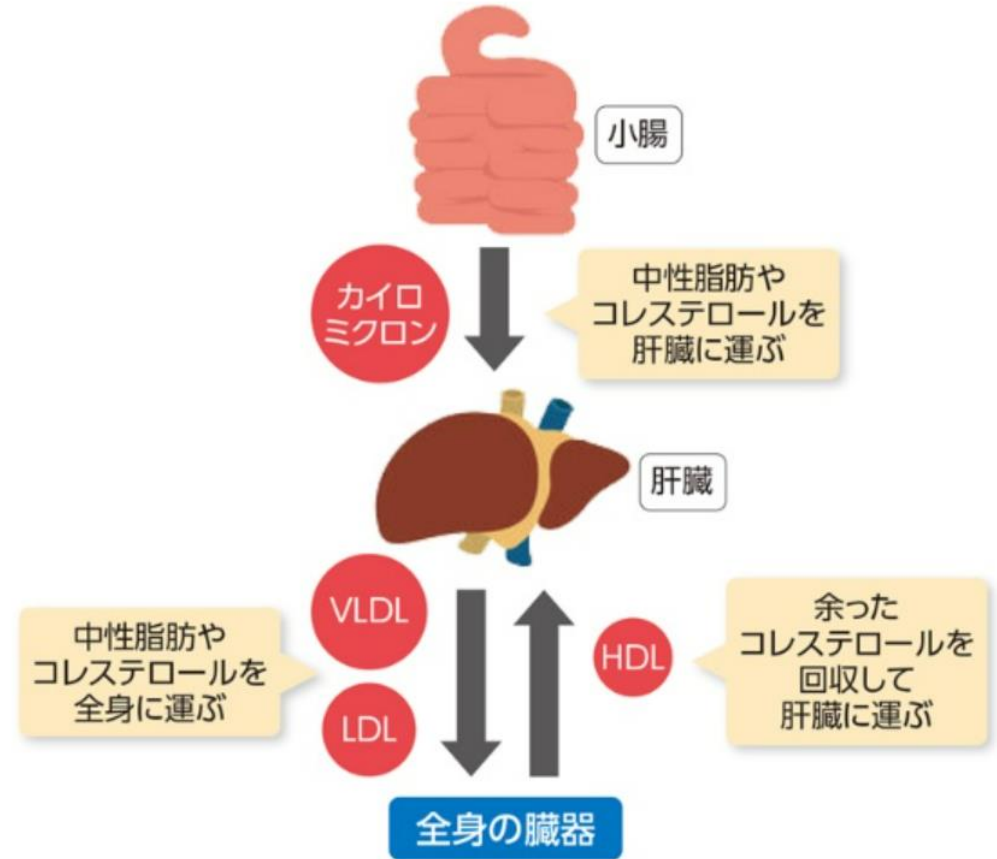 小腸
カイロ
ミクロン
中性脂肪や
コレステロールを
肝臓に運ぶ
肝臓
VLDL
LDL
中性脂肪や
コレステロールを
全身に運ぶ
HDL
余った
コレステロールを
回収して
肝臓に運ぶ
全身の臓器